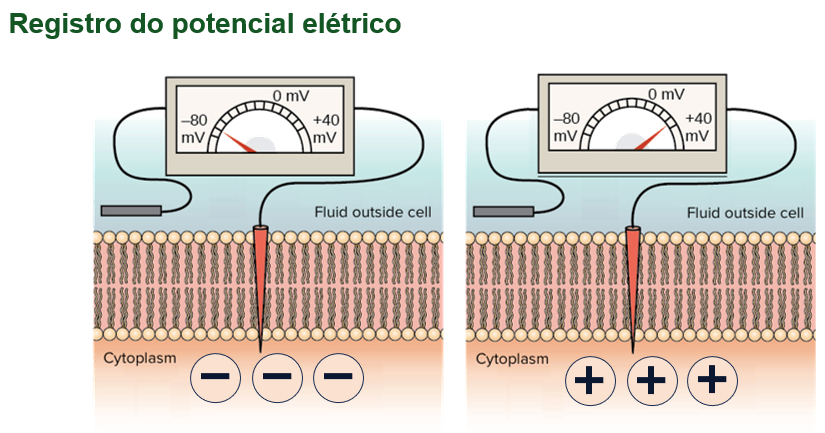 Registro do potencial elétrico
0 mV
–80
mV
+40
mV
Fluid outside cell
Cytoplasm
0 mV
–80
mV
+40
mV
Fluid outside cell
Cytoplasm